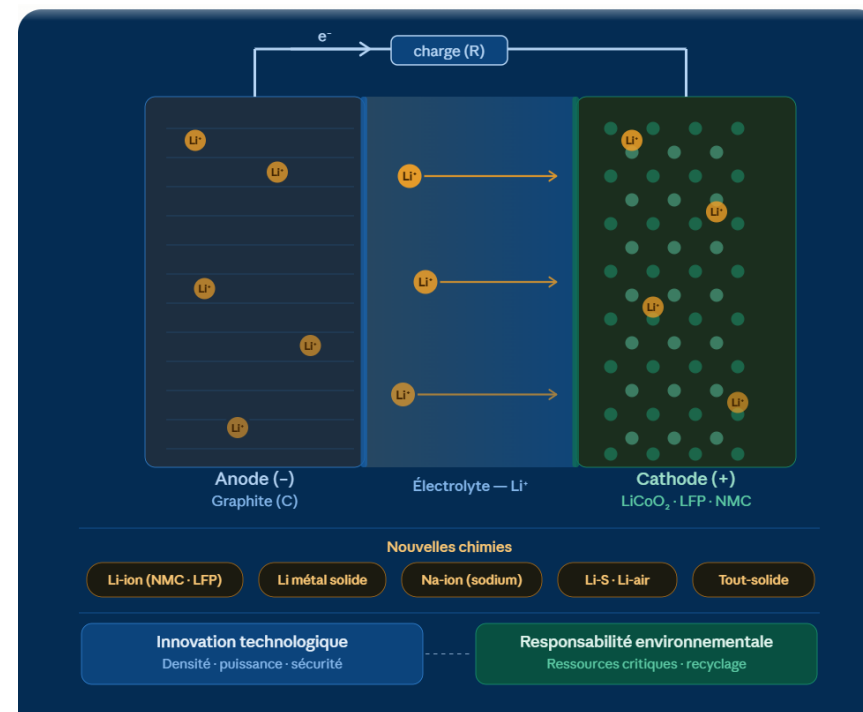 e⁻
charge (R)
Li⁺
Li⁺
Li⁺
Li⁺
Li⁺
Li⁺
Li⁺
Li⁺
Li⁺
Li⁺
Li⁺
Li⁺
Anode (−)
Graphite (C)
Électrolyte — Li⁺
Cathode (+)
LiCoO₂ · LFP · NMC
Nouvelles chimies
Li-ion (NMC · LFP)
Li métal solide
Na-ion (sodium)
Li-S · Li-air
Tout-solide
Innovation technologique
Densité · puissance · sécurité
Responsabilité environnementale
Ressources critiques · recyclage